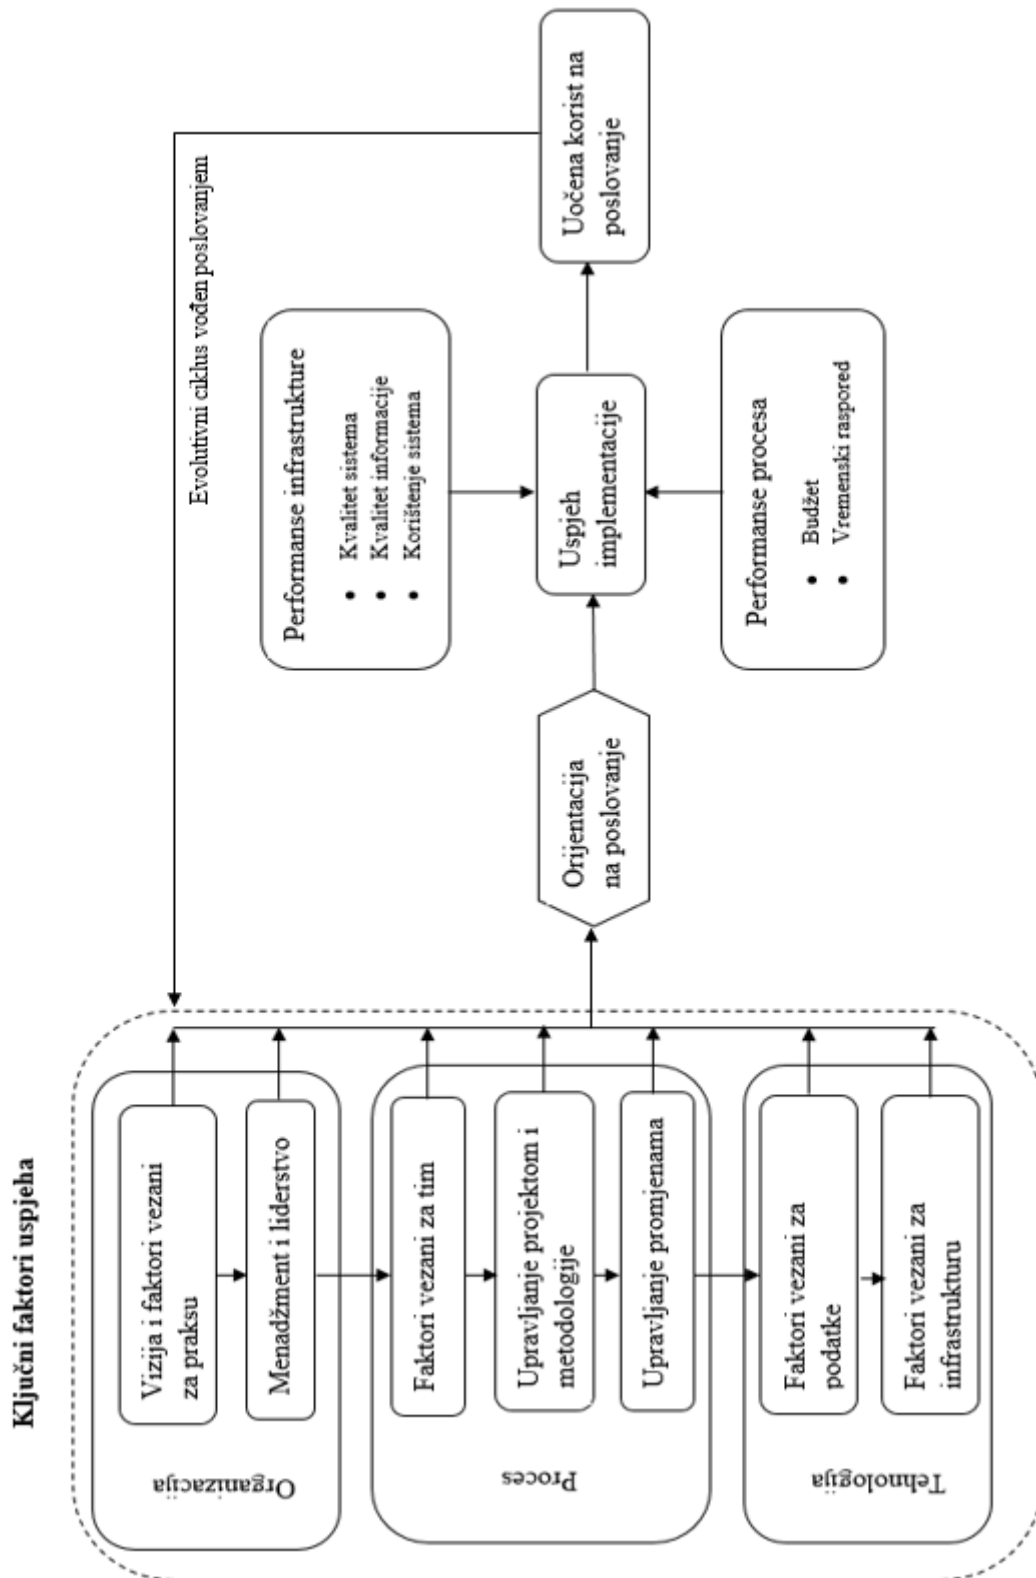 Ključni faktori uspjeha
Organizacija
Vizija i faktori vezani
za praksu
Menadžment i liderstvo
Proces
Faktori vezani za tim
Upravljanje projektom i
metodologije
Upravljanje promjenama
Tehnologija
Faktori vezani za
podatke
Faktori vezani za
infrastrukturu
Orijentacija
na poslovanje
Evolutivni ciklus vođen poslovanjem
Performanse infrastrukture
• Kvalitet sistema
• Kvalitet informacije
• Korištenje sistema
Uspjeh
implementacije
Performanse procesa
• Budžet
• Vremenski raspored
Uočena korist na
poslovanje